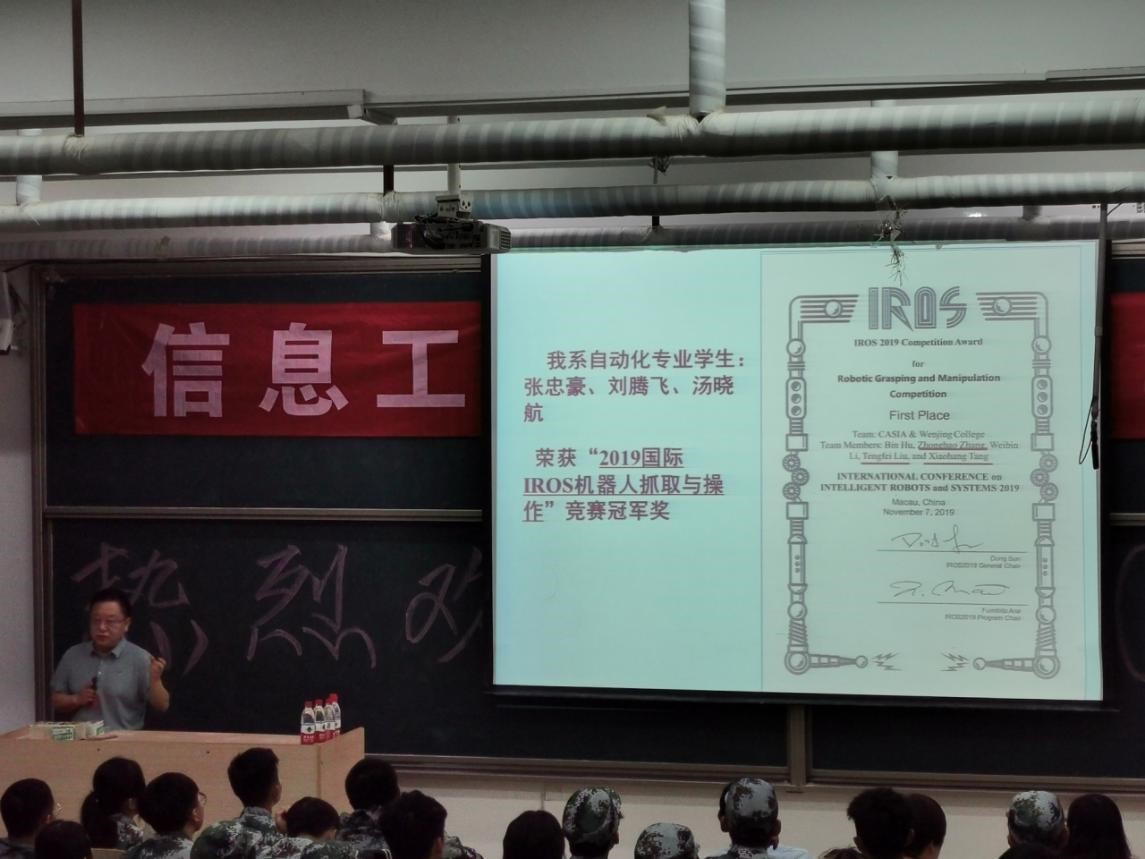 信息工
热烈欢
我系自动化专业学生：
张忠豪、刘腾飞、汤晓
航
荣获“2019国际
IROS机器人抓取与操
作”竞赛冠军奖
IROS
IROS 2019 Competition Award
for
Robotic Grasping and Manipulation
Competition
First Place
Team: CASIA & Wenjing College
Team Members: Bin Hu, Zhonghao Zhang, Weibin
Li, Tengfei Liu, and Xiaohang Tang
INTERNATIONAL CONFERENCE on
INTELLIGENT ROBOTS and SYSTEMS 2019
Macau, China
November 7, 2019
Dong Sun
IROS2019 General Chair
Fumihito Arai
IROS2019 Program Chair